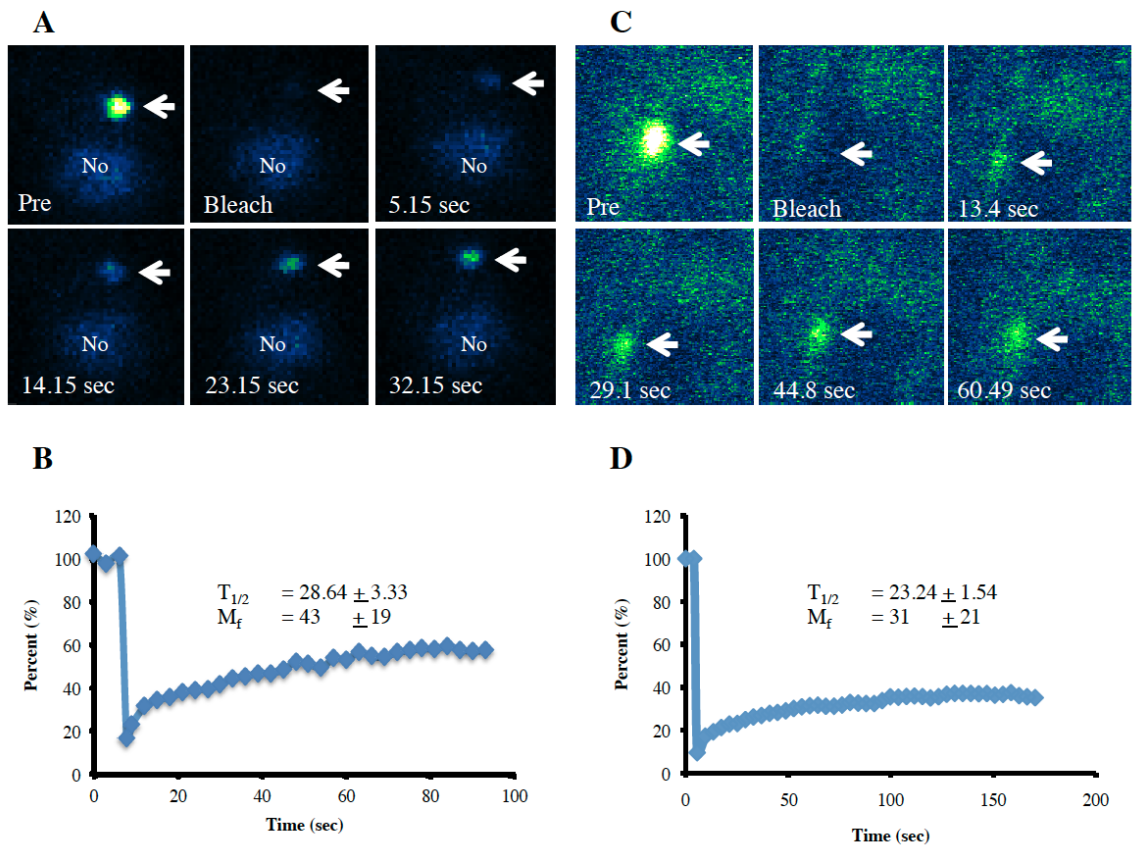 A
No
Pre
No
Bleach
No
5.15 sec
No
14.15 sec
No
23.15 sec
No
32.15 sec
C
Pre
Bleach
13.4 sec
29.1 sec
44.8 sec
60.49 sec
B
120
100
80
60
40
20
0
Percent (%)
T1/2 = 28.64 ± 3.33
Mf = 43 ± 19
0 20 40 60 80 100
Time (sec)
D
120
100
80
60
40
20
0
Percent (%)
T1/2 = 23.24 ± 1.54
Mf = 31 ± 21
0 50 100 150 200
Time (sec)